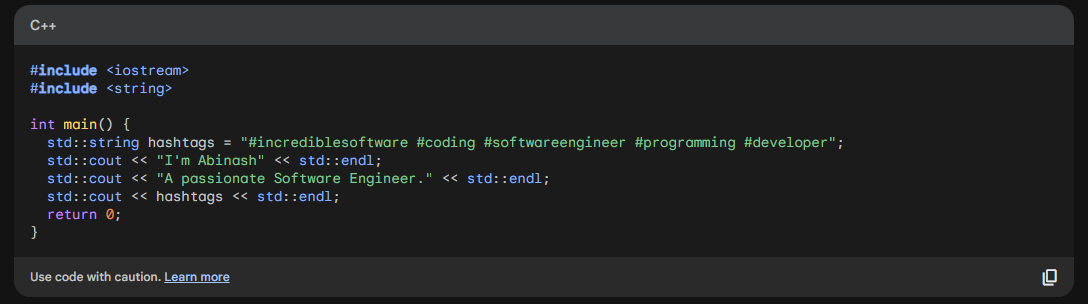 C++
#include <iostream>
#include <string>
int main() {
  std::string hashtags = "#incrediblesoftware #coding #softwareengineer #programming #developer";
  std::cout << "I'm Abinash" << std::endl;
  std::cout << "A passionate Software Engineer." << std::endl;
  std::cout << hashtags << std::endl;
  return 0;
}
Use code with caution. Learn more